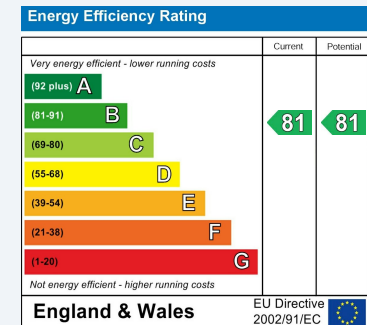 Energy Efficiency Rating
Current Potential
Very energy efficient - lower running costs
(92 plus) A
(81-91) B
81 81
(69-80) C
(55-68) D
(39-54) E
(21-38) F
(1-20) G
Not energy efficient - higher running costs
England & Wales
EU Directive
2002/91/EC